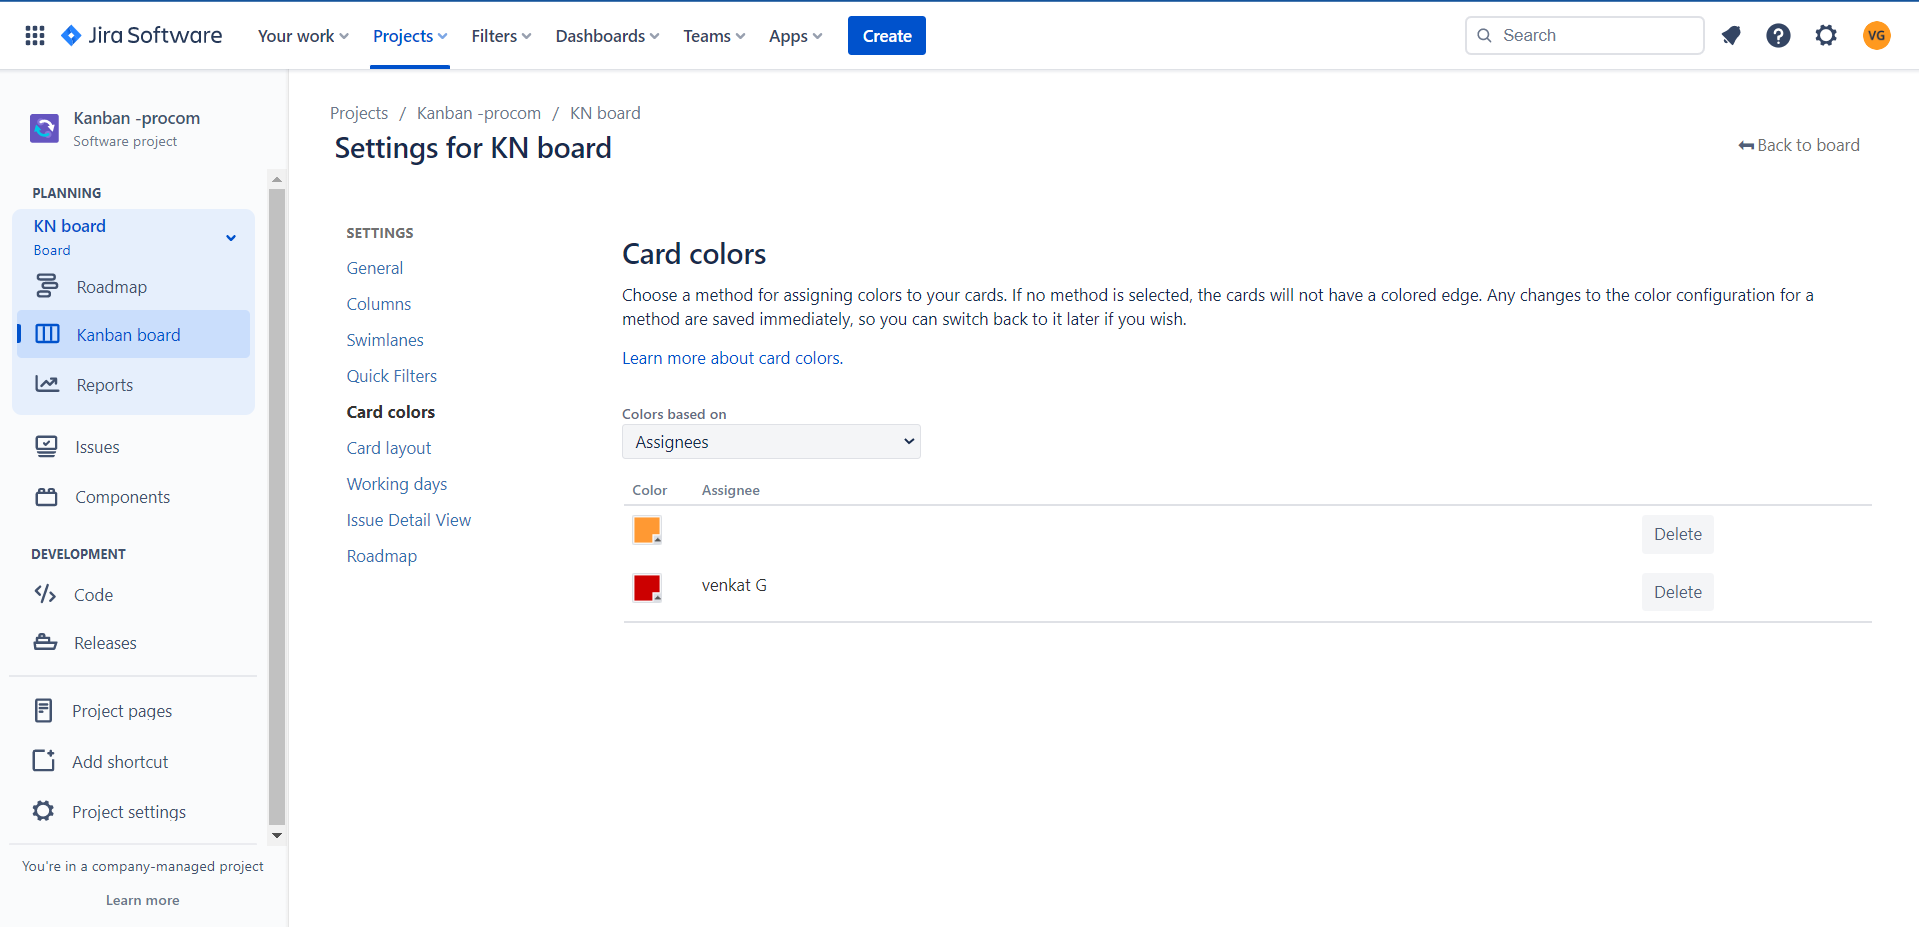 Jira Software
Your work
Projects
Filters
Dashboards
Teams
Apps
Create
Search
VG
Kanban -procom
Software project
PLANNING
KN board
Board
Roadmap
Kanban board
Reports
Issues
Components
DEVELOPMENT
Code
Releases
Project pages
Add shortcut
Project settings
You're in a company-managed project
Learn more
Projects / Kanban -procom / KN board
Settings for KN board
Back to board
SETTINGS
General
Columns
Swimlanes
Quick Filters
Card colors
Card layout
Working days
Issue Detail View
Roadmap
Card colors
Choose a method for assigning colors to your cards. If no method is selected, the cards will not have a colored edge. Any changes to the color configuration for a
method are saved immediately, so you can switch back to it later if you wish.
Learn more about card colors.
Colors based on
Assignees
Color Assignee
Delete
venkat G Delete